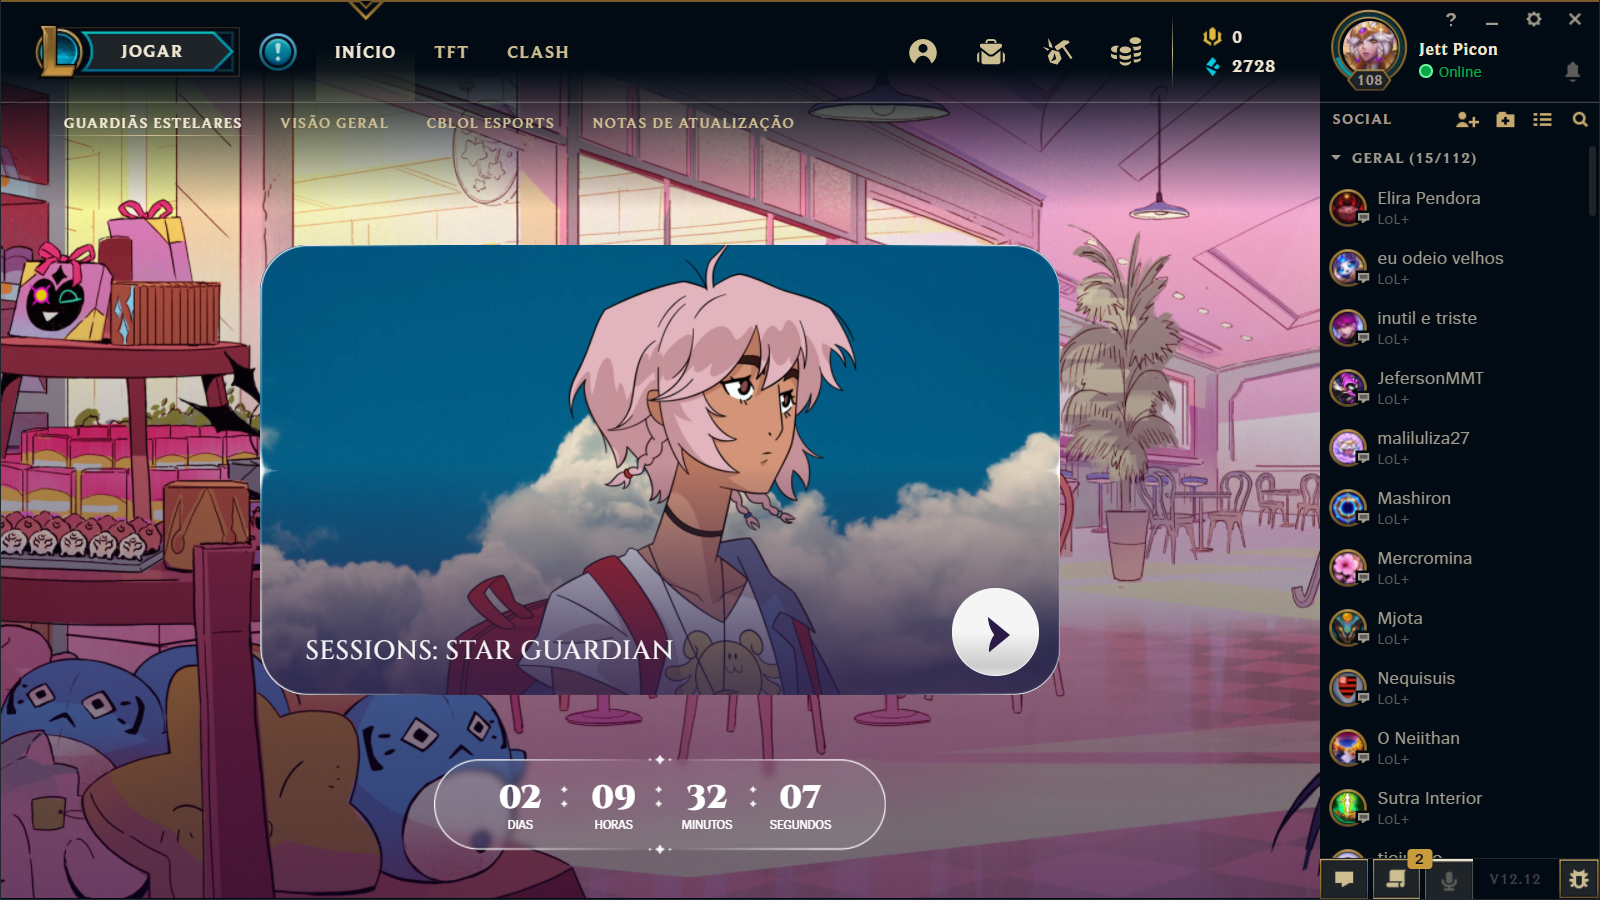 JOGAR
INÍCIO
TFT
CLASH
0
2728
?
Jett Picon
Online
108
GUARDIÃS ESTELARES
VISÃO GERAL
CBLOL ESPORTS
NOTAS DE ATUALIZAÇÃO
SOCIAL
GERAL (15/112)
Elira Pendora
LoL+
eu odeio velhos
LoL+
inutil e triste
LoL+
JefersonMMT
LoL+
maliluliza27
LoL+
Mashiron
LoL+
Mercromina
LoL+
Mjota
LoL+
Nequisuis
LoL+
O Neiithan
LoL+
Sutra Interior
LoL+
SESSIONS: STAR GUARDIAN
02 : 09 : 32 : 07
DIAS HORAS MINUTOS SEGUNDOS
2
V12.12